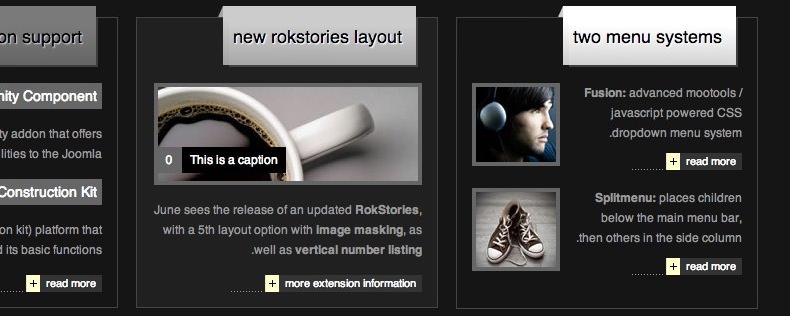 on support
nity Component
ty addon that offers
lities to the Joomla
Construction Kit
on kit) platform that
d its basic functions
+ read more
new rokstories layout
0 This is a caption
June sees the release of an updated RokStories,
with a 5th layout option with image masking, as
.well as vertical number listing
+ more extension information
two menu systems
Fusion: advanced mootools /
javascript powered CSS
.dropdown menu system
+ read more
Splitmenu: places children
below the main menu bar,
.then others in the side column
+ read more